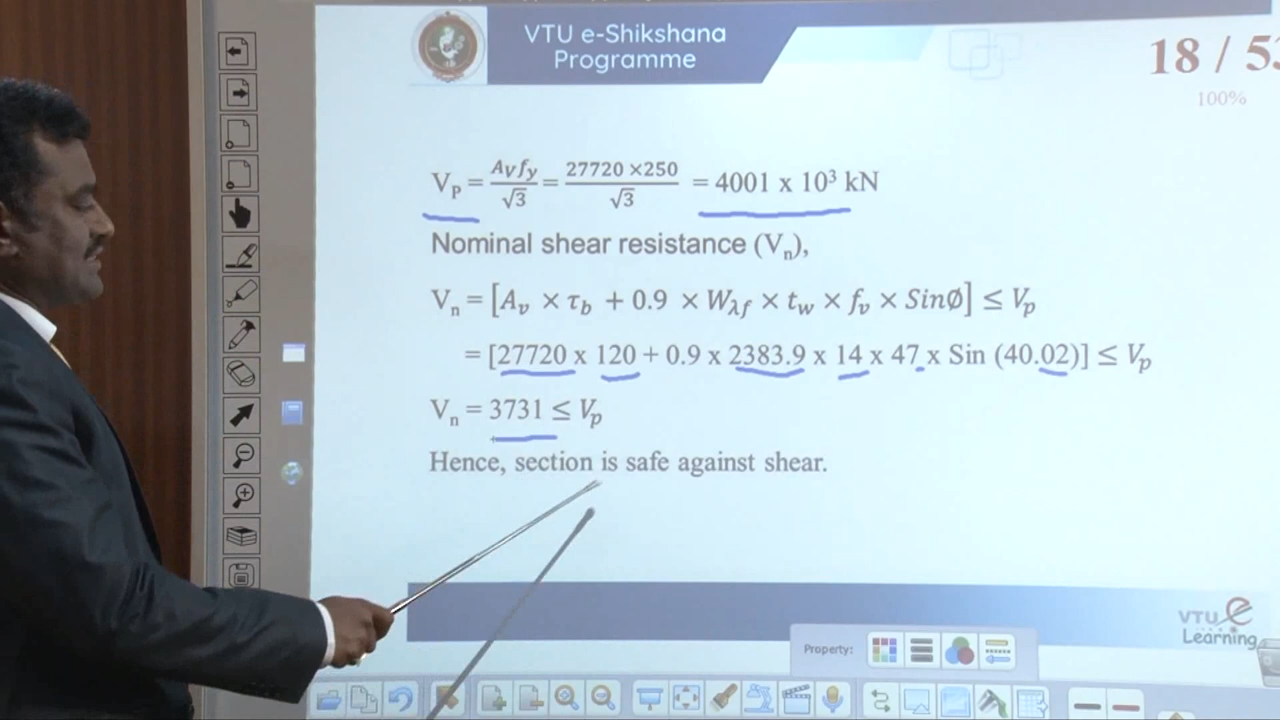 VTU e-Shikshana
Programme
18 / 53
100%
V_P = A_V f_y / √3 = 27720 ×250 / √3 = 4001 x 10³ kN
Nominal shear resistance (V_n),
V_n = [A_v × τ_b + 0.9 × W_λf × t_w × f_v × SinØ] ≤ V_p
= [27720 x 120 + 0.9 x 2383.9 x 14 x 47 x Sin (40.02)] ≤ V_p
V_n = 3731 ≤ V_p
Hence, section is safe against shear.
VTU e
Learning
Property: